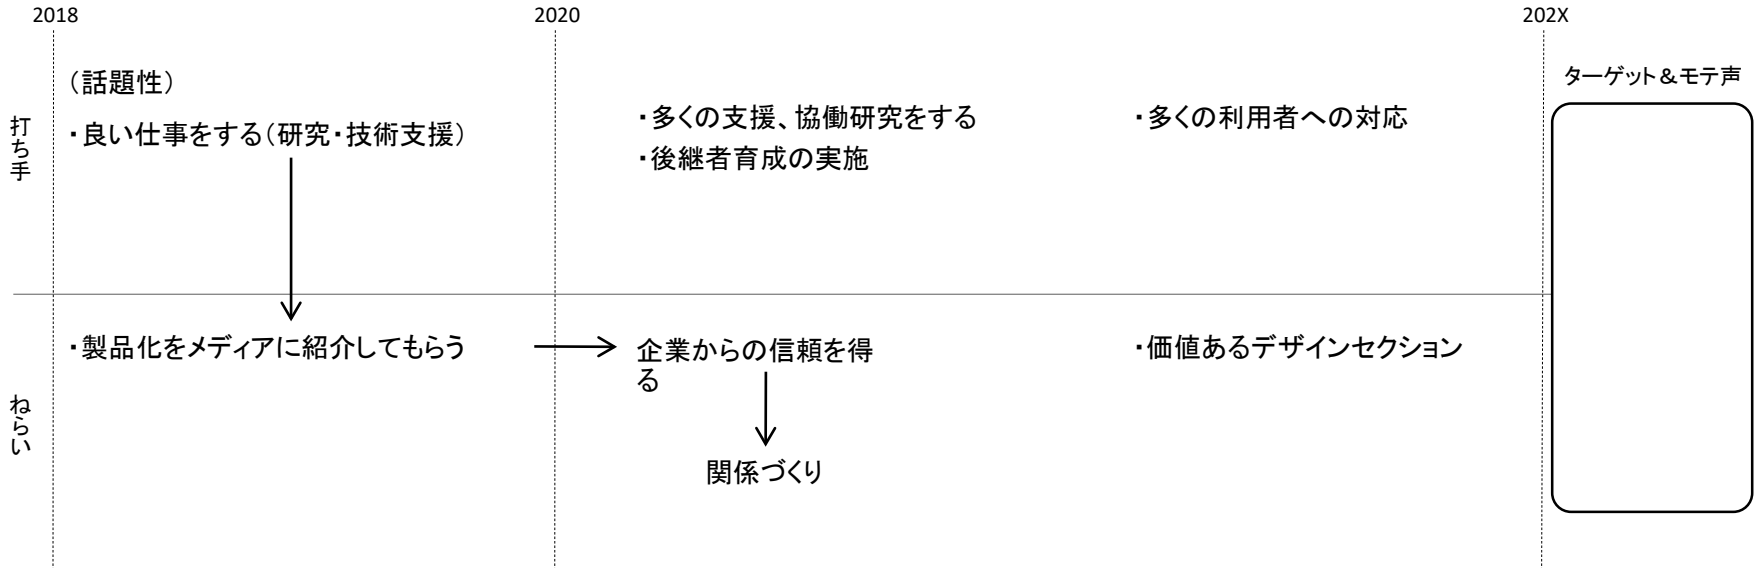 2018
2020
202X
打ち手
（話題性）
・良い仕事をする（研究・技術支援）
・多くの支援、協働研究をする
・後継者育成の実施
・多くの利用者への対応
ターゲット＆モテ声
ねらい
・製品化をメディアに紹介してもらう
企業からの信頼を得
る
関係づくり
・価値あるデザインセクション